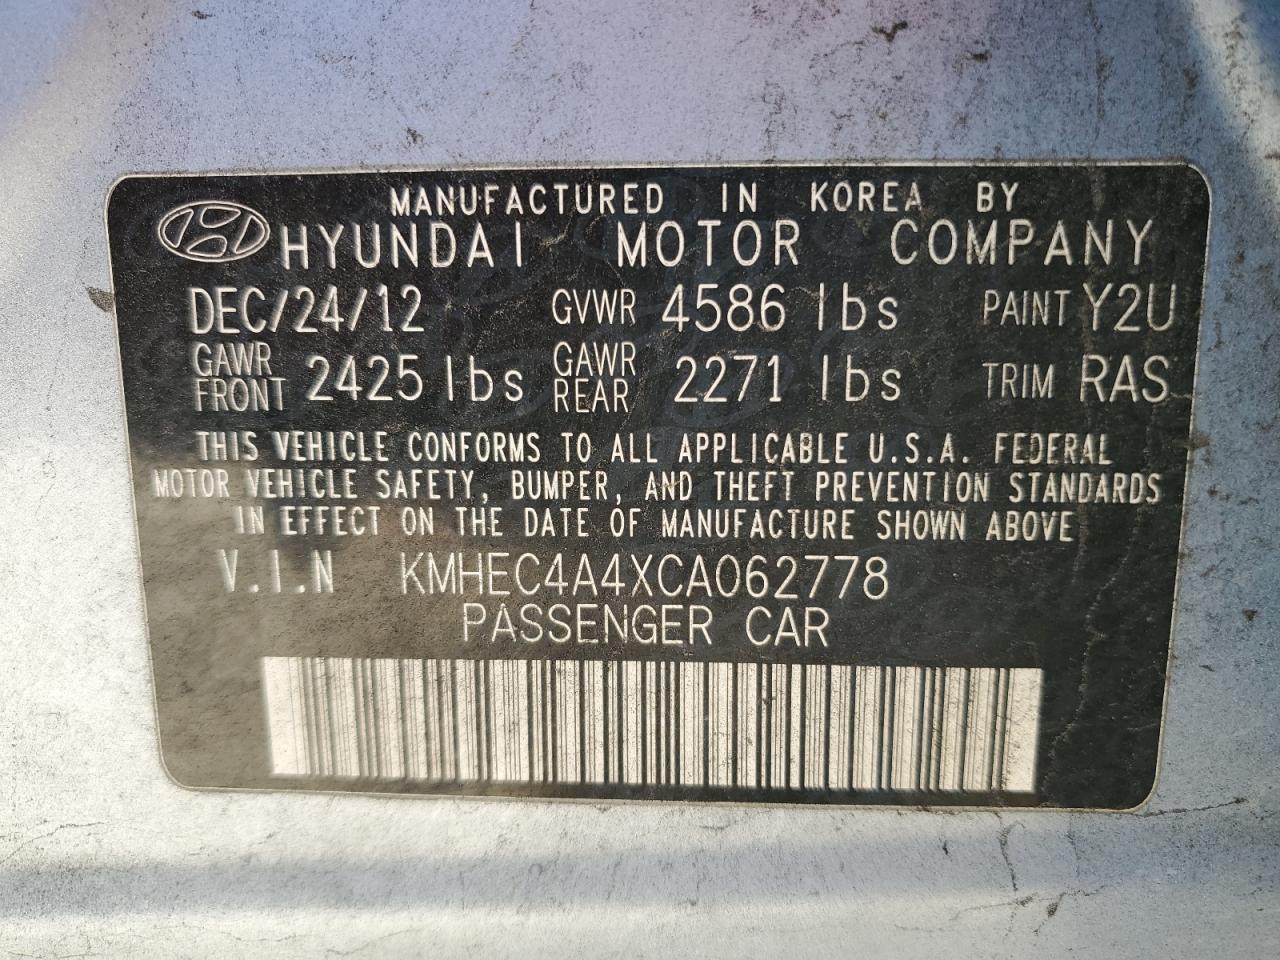 MANUFACTURED IN KOREA BY
HYUNDAI MOTOR COMPANY
DEC/24/12 GVWR 4586 lbs PAINT Y2U
GAWR FRONT 2425 lbs GAWR REAR 2271 lbs TRIM RAS
THIS VEHICLE CONFORMS TO ALL APPLICABLE U.S.A. FEDERAL
MOTOR VEHICLE SAFETY, BUMPER, AND THEFT PREVENTION STANDARDS
IN EFFECT ON THE DATE OF MANUFACTURE SHOWN ABOVE
V.I.N KMHEC4A4XCA062778
PASSENGER CAR